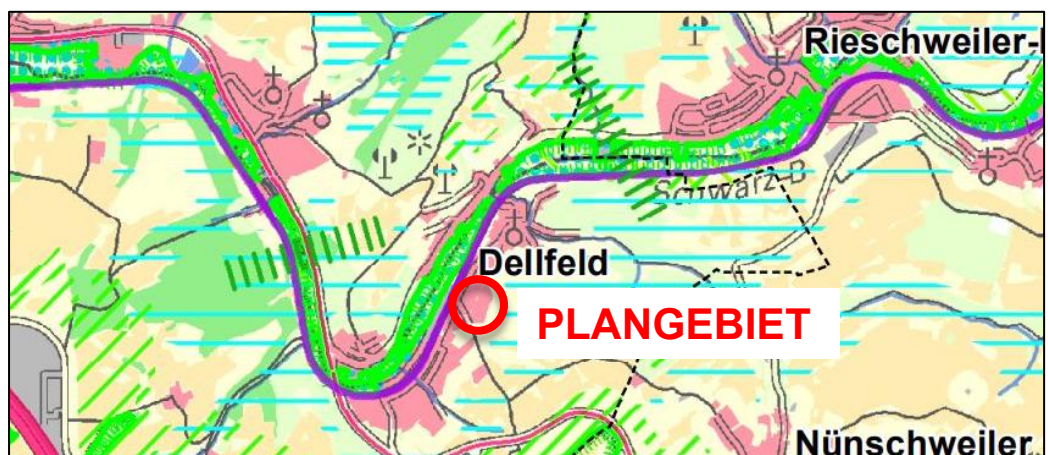 Rieschweiler-
Schwarz B
Dellfeld
PLANGEBIET
Nünschweiler